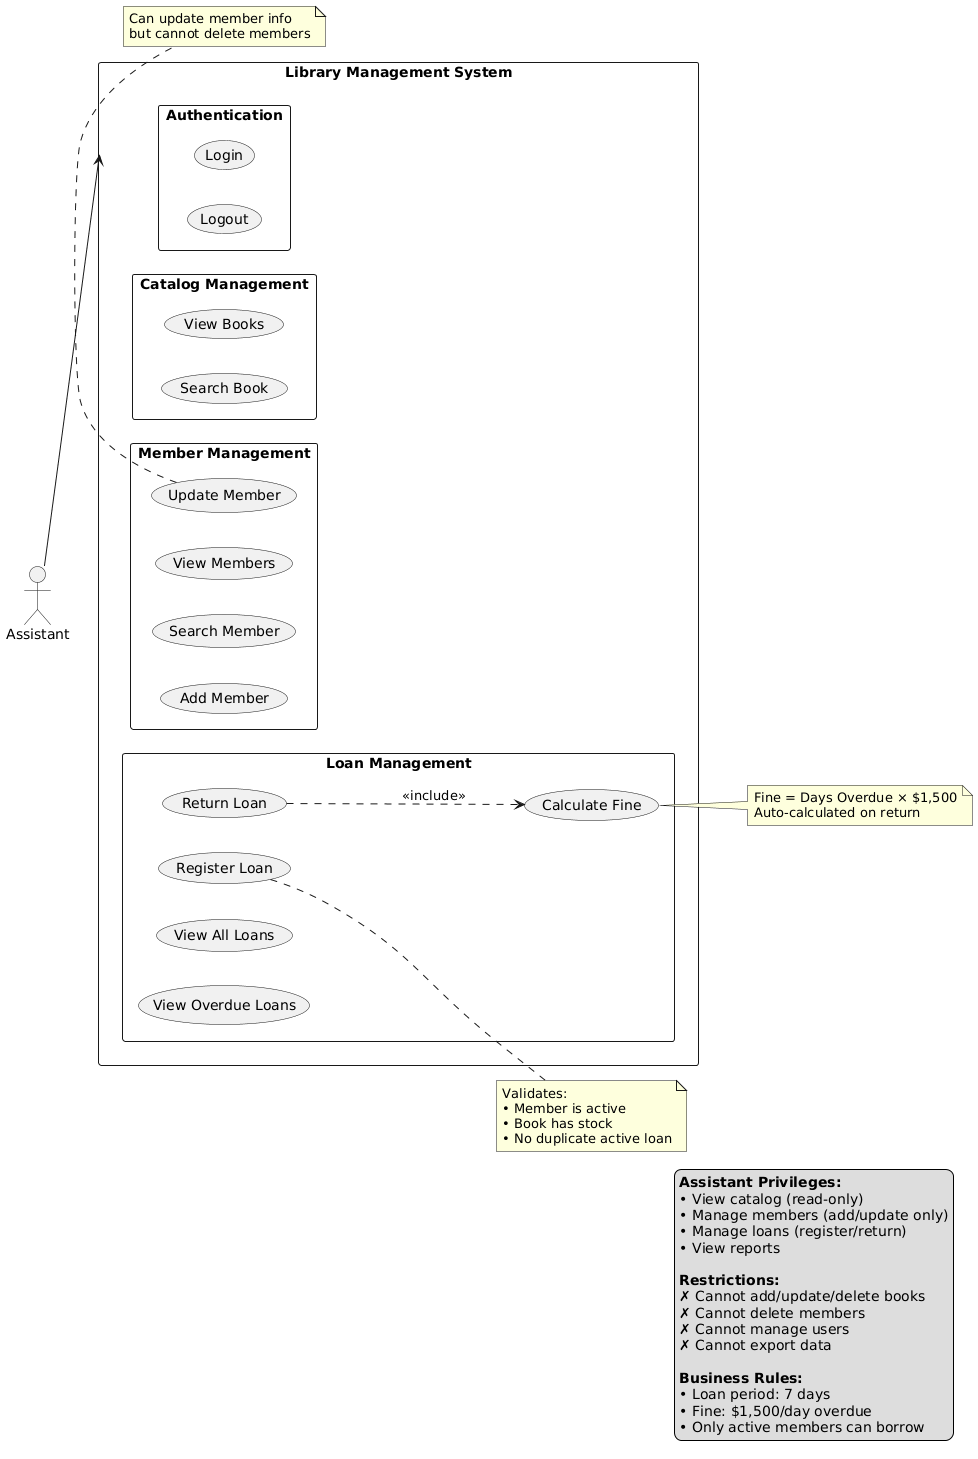 Can update member info
but cannot delete members
Library Management System
Authentication
Login
Logout
Catalog Management
View Books
Search Book
Member Management
Update Member
View Members
Search Member
Add Member
Assistant
Loan Management
Return Loan
«include»
Calculate Fine
Fine = Days Overdue × $1,500
Auto-calculated on return
Register Loan
View All Loans
View Overdue Loans
Validates:
• Member is active
• Book has stock
• No duplicate active loan
Assistant Privileges:
• View catalog (read-only)
• Manage members (add/update only)
• Manage loans (register/return)
• View reports
Restrictions:
✗ Cannot add/update/delete books
✗ Cannot delete members
✗ Cannot manage users
✗ Cannot export data
Business Rules:
• Loan period: 7 days
• Fine: $1,500/day overdue
• Only active members can borrow